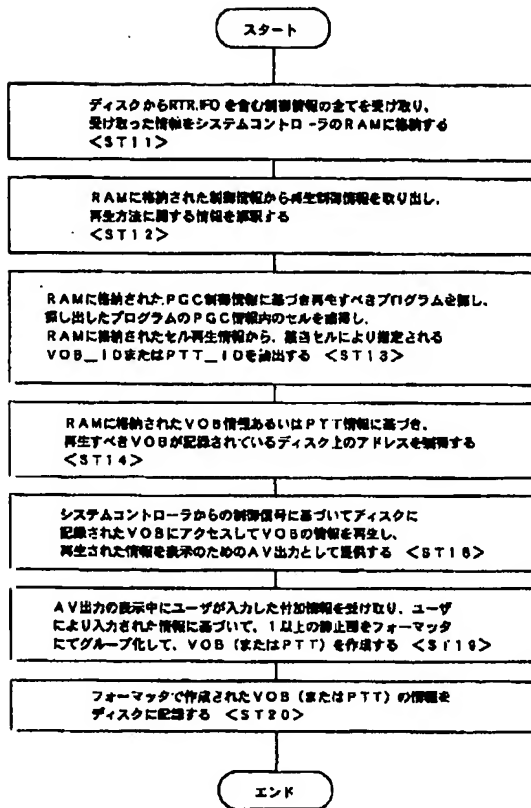 スタート
ディスクからRTR.IFOを含む制御情報の全てを受け取り、
受け取った情報をシステムコントローラのRAMに格納する
<ST11>
RAMに格納された制御情報から再生制御情報を取り出し、
再生方法に関する情報を解釈する
<ST12>
RAMに格納されたPGC制御情報に基づき再生すべきプログラムを探し、
探し出したプログラムのPGC情報内のセルを獲得し、
RAMに格納されたセル再生情報から、該当セルにより指定される
VOB_IDまたはPTT_IDを抽出する <ST13>
RAMに格納されたVOB情報あるいはPTT情報に基づき、
再生すべきVOBが記録されているディスク上のアドレスを獲得する
<ST14>
システムコントローラからの制御信号に基づいてディスクに
記録されたVOBにアクセスしてVOBの情報を再生し、
再生された情報を表示のためのAV出力として提供する
AV出力の表示中にユーザが入力した付加情報を受け取り、ユーザ
により入力された情報に基づいて、1以上の静止画をフォーマッタ
にてグループ化して、VOB(またはPTT)を作成する <ST19>
フォーマッタで作成されたVOB(またはPTT)の情報を
ディスクに記録する <ST20>
エンド